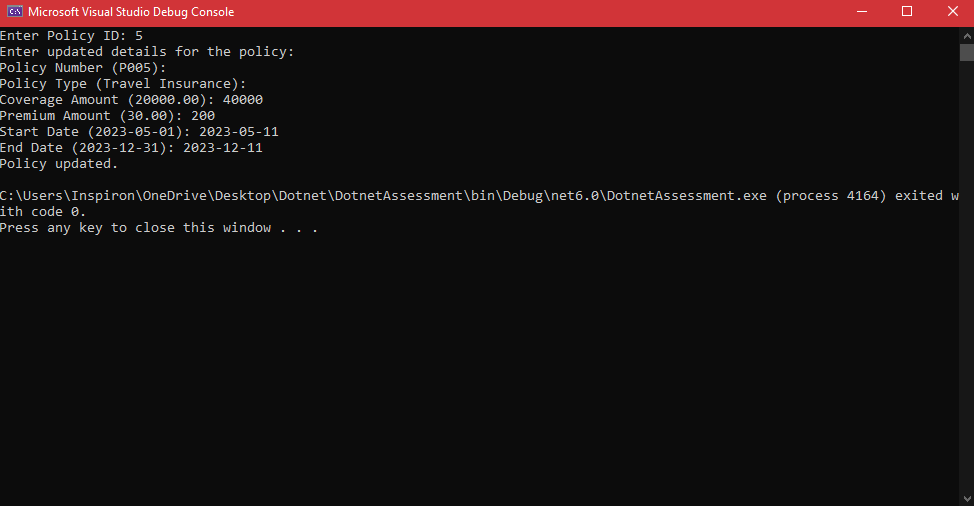 Microsoft Visual Studio Debug Console
Enter Policy ID: 5
Enter updated details for the policy:
Policy Number (P005):
Policy Type (Travel Insurance):
Coverage Amount (20000.00): 40000
Premium Amount (30.00): 200
Start Date (2023-05-01): 2023-05-11
End Date (2023-12-31): 2023-12-11
Policy updated.
C:\Users\Inspiron\OneDrive\Desktop\Dotnet\DotnetAssessment\bin\Debug\net6.0\DotnetAssessment.exe (process 4164) exited w
ith code 0.
Press any key to close this window . . .